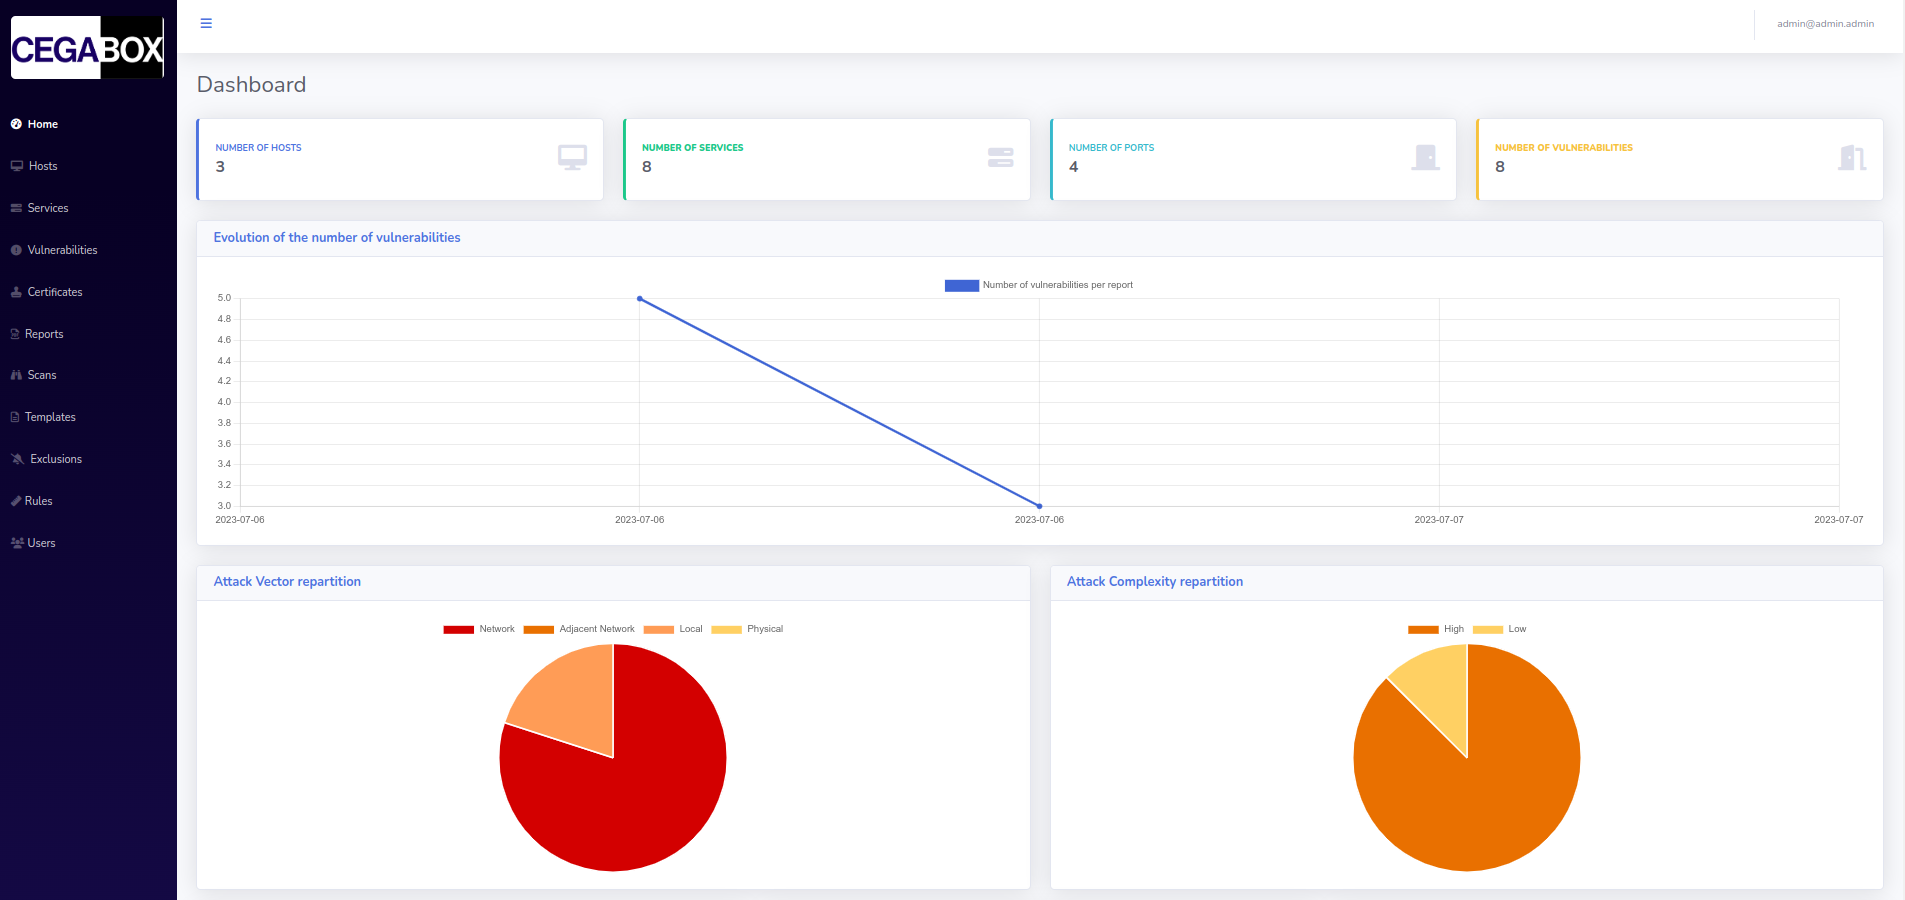 CEGABOX
admin@admin.admin
Home
Hosts
Services
Vulnerabilities
Certificates
Reports
Scans
Templates
Exclusions
Rules
Users
Dashboard
NUMBER OF HOSTS
3
NUMBER OF SERVICES
8
NUMBER OF PORTS
4
NUMBER OF VULNERABILITIES
8
Evolution of the number of vulnerabilities
Number of vulnerabilities per report
5.0
4.8
4.6
4.4
4.2
4.0
3.8
3.6
3.4
3.2
3.0
2023-07-06 2023-07-06 2023-07-06 2023-07-07 2023-07-07
Attack Vector repartition
Network Adjacent Network Local Physical
Attack Complexity repartition
High Low